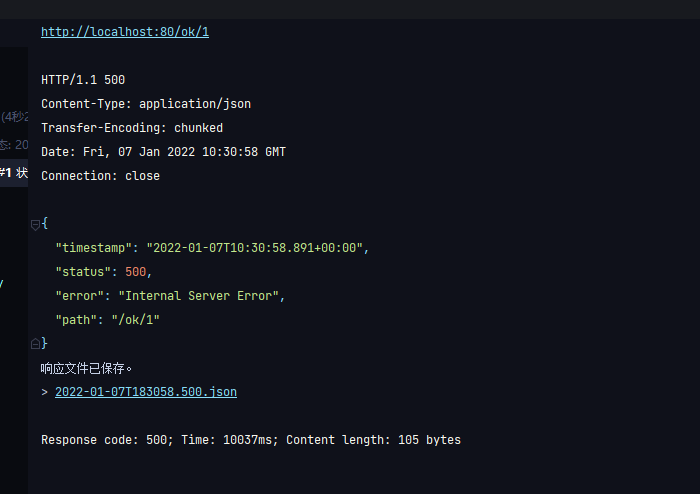 http://localhost:80/ok/1
HTTP/1.1 500
Content-Type: application/json
(4秒2
Transfer-Encoding: chunked
态: 20
Date: Fri, 07 Jan 2022 10:30:58 GMT
#1 状
Connection: close
{
"timestamp": "2022-01-07T10:30:58.891+00:00",
"status": 500,
"error": "Internal Server Error",
"path": "/ok/1"
}
响应文件已保存。
> 2022-01-07T183058.500.json
Response code: 500; Time: 10037ms; Content length: 105 bytes